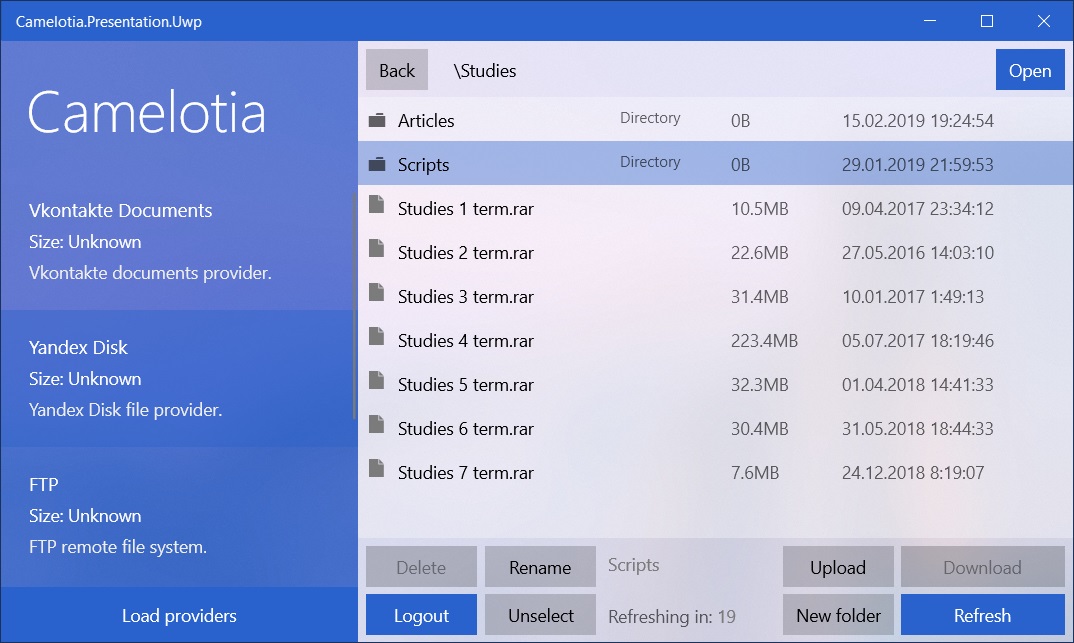 Camelotia.Presentation.Uwp
Camelotia
Vkontakte Documents
Size: Unknown
Vkontakte documents provider.
Yandex Disk
Size: Unknown
Yandex Disk file provider.
FTP
Size: Unknown
FTP remote file system.
Load providers
Back \Studies Open
Articles Directory 0B 15.02.2019 19:24:54
Scripts Directory 0B 29.01.2019 21:59:53
Studies 1 term.rar 10.5MB 09.04.2017 23:34:12
Studies 2 term.rar 22.6MB 27.05.2016 14:03:10
Studies 3 term.rar 31.4MB 10.01.2017 1:49:13
Studies 4 term.rar 223.4MB 05.07.2017 18:19:46
Studies 5 term.rar 32.3MB 01.04.2018 14:41:33
Studies 6 term.rar 30.4MB 31.05.2018 18:44:33
Studies 7 term.rar 7.6MB 24.12.2018 8:19:07
Delete Rename Scripts Upload Download
Logout Unselect Refreshing in: 19 New folder Refresh